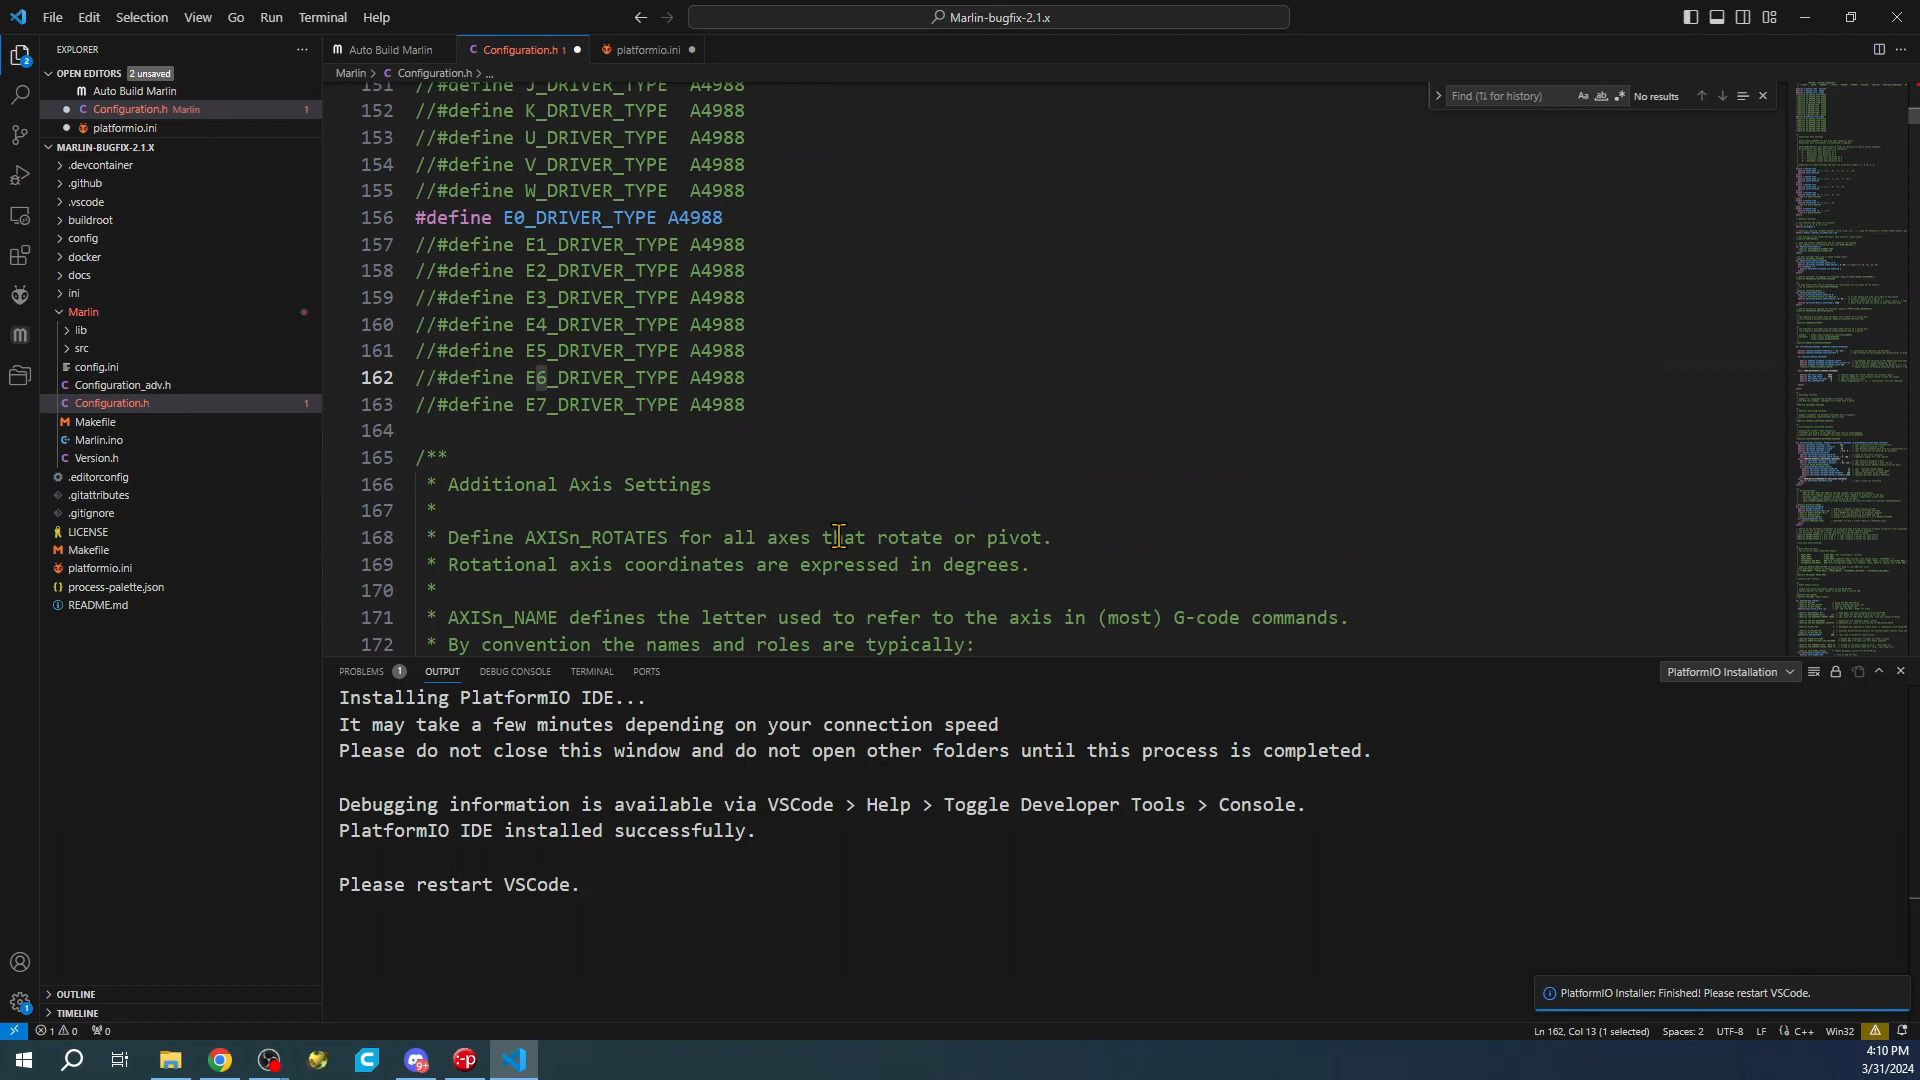 File Edit Selection View Go Run Terminal Help
Marlin-bugfix-2.1.x
EXPLORER
OPEN EDITORS 2 unsaved
Auto Build Marlin
Configuration.h Marlin 1
platformio.ini
MARLIN-BUGFIX-2.1.X
.devcontainer
.github
.vscode
buildroot
config
docker
docs
ini
Marlin
lib
src
config.ini
Configuration_adv.h
Configuration.h 1
Makefile
Marlin.ino
Version.h
.editorconfig
.gitattributes
.gitignore
LICENSE
Makefile
platformio.ini
process-palette.json
README.md
OUTLINE
TIMELINE
Auto Build Marlin
Configuration.h 1
platformio.ini
Marlin > C Configuration.h > ...
Find (⇅ for history) Aa ab .* No results
151 //#define J_DRIVER_TYPE A4988
152 //#define K_DRIVER_TYPE A4988
153 //#define U_DRIVER_TYPE A4988
154 //#define V_DRIVER_TYPE A4988
155 //#define W_DRIVER_TYPE A4988
156 #define E0_DRIVER_TYPE A4988
157 //#define E1_DRIVER_TYPE A4988
158 //#define E2_DRIVER_TYPE A4988
159 //#define E3_DRIVER_TYPE A4988
160 //#define E4_DRIVER_TYPE A4988
161 //#define E5_DRIVER_TYPE A4988
162 //#define E6_DRIVER_TYPE A4988
163 //#define E7_DRIVER_TYPE A4988
164
165 /**
166 * Additional Axis Settings
167 *
168 * Define AXISn_ROTATES for all axes that rotate or pivot.
169 * Rotational axis coordinates are expressed in degrees.
170 *
171 * AXISn_NAME defines the letter used to refer to the axis in (most) G-code commands.
172 * By convention the names and roles are typically:
PROBLEMS 1 OUTPUT DEBUG CONSOLE TERMINAL PORTS
PlatformIO Installation
Installing PlatformIO IDE...
It may take a few minutes depending on your connection speed
Please do not close this window and do not open other folders until this process is completed.
Debugging information is available via VSCode > Help > Toggle Developer Tools > Console.
PlatformIO IDE installed successfully.
Please restart VSCode.
PlatformIO Installer: Finished! Please restart VSCode.
1 0 0
Ln 162, Col 13 (1 selected) Spaces: 2 UTF-8 LF C++ Win32
4:10 PM
3/31/2024